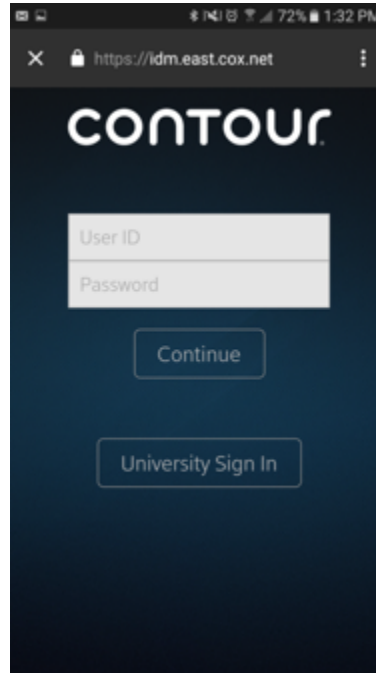 72% 1:32 PM
https://idm.east.cox.net
contour
User ID
Password
Continue
University Sign In